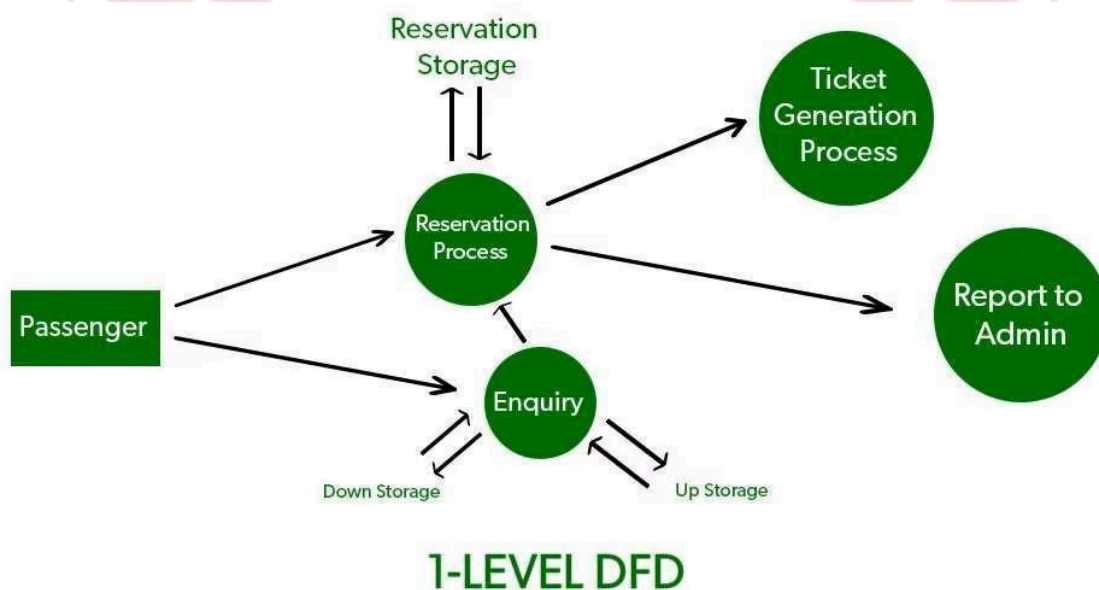 Reservation
Storage
Ticket
Generation
Process
Reservation
Process
Passenger
Report to
Admin
Enquiry
Down Storage
Up Storage
1-LEVEL DFD